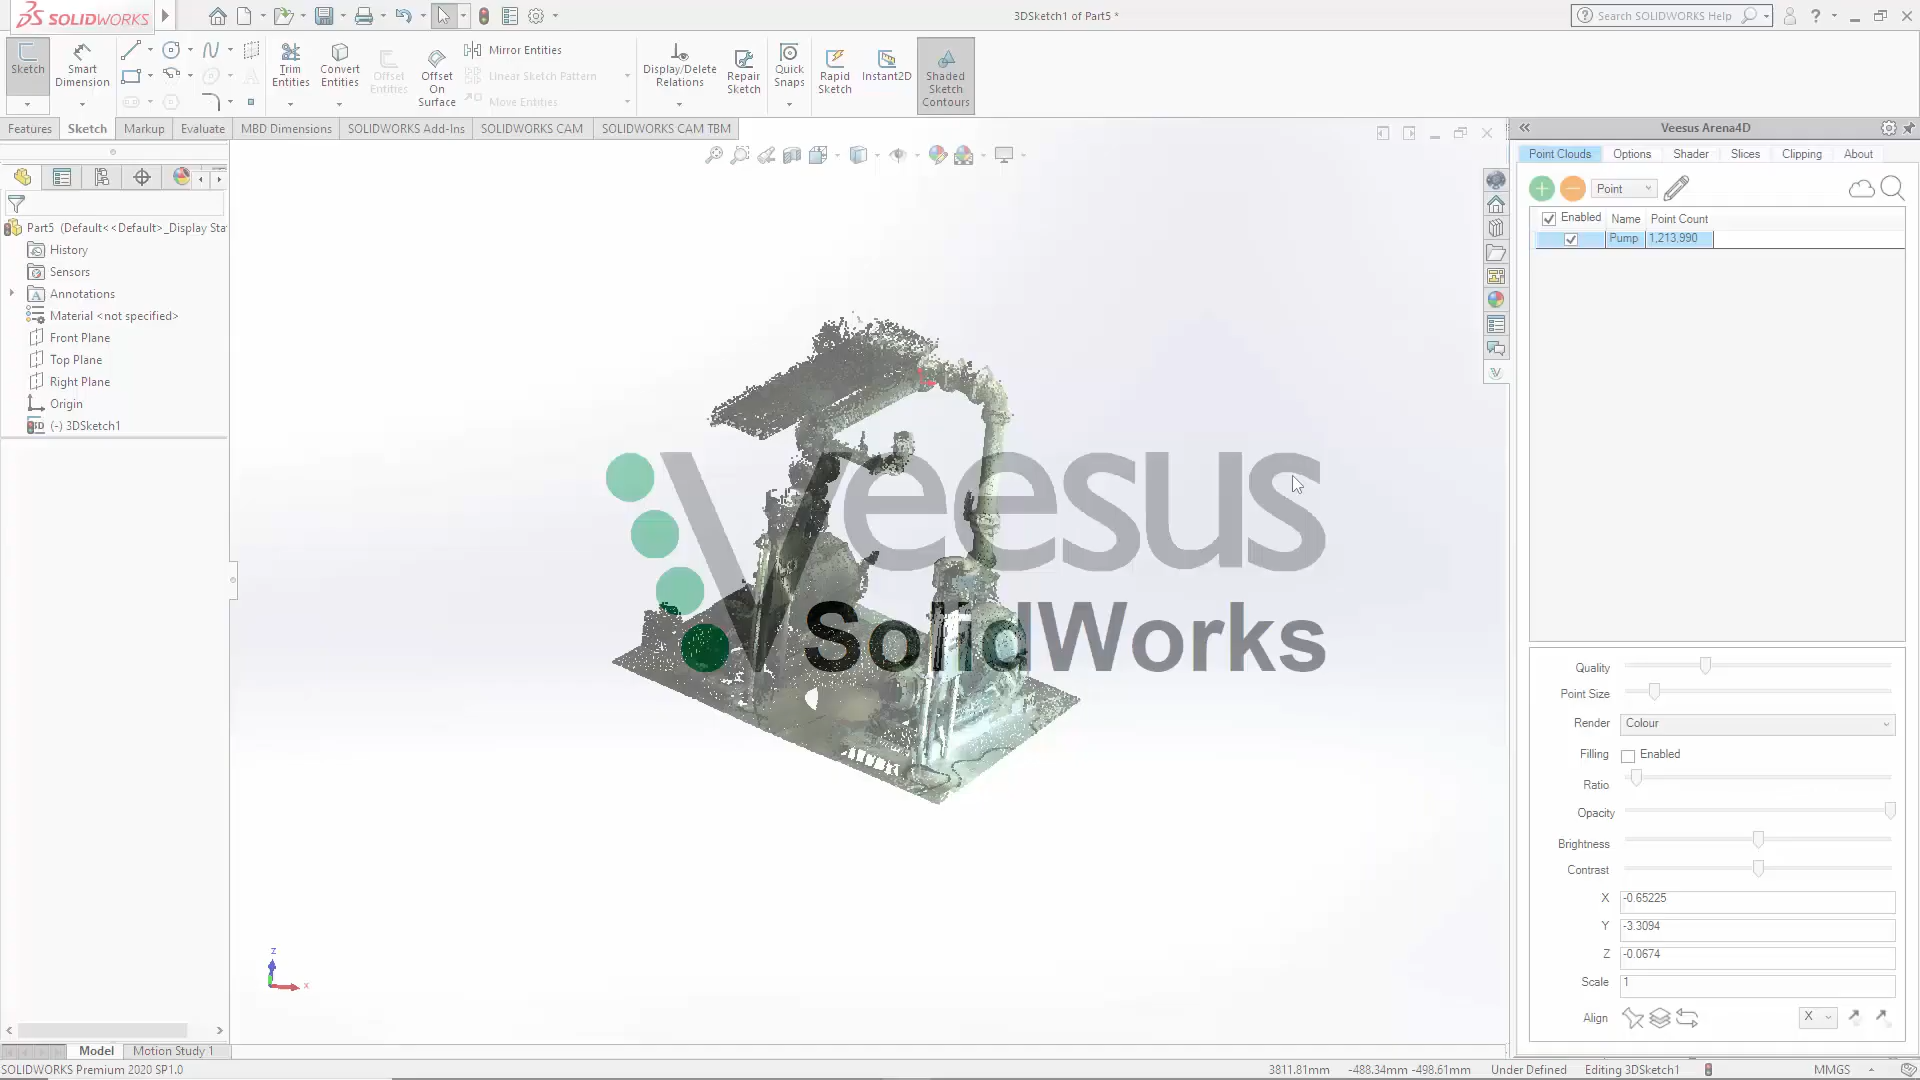 SOLIDWORKS
3DSketch1 of Part5 *
Search SOLIDWORKS Help
?
Sketch
Smart Dimension
Trim Entities
Convert Entities
Offset Entities
Offset On Surface
Mirror Entities
Linear Sketch Pattern
Move Entities
Display/Delete Relations
Repair Sketch
Quick Snaps
Rapid Sketch
Instant2D
Shaded Sketch Contours
Features
Sketch
Markup
Evaluate
MBD Dimensions
SOLIDWORKS Add-Ins
SOLIDWORKS CAM
SOLIDWORKS CAM TBM
Part5 (Default<<Default>_Display Sta
History
Sensors
Annotations
Material <not specified>
Front Plane
Top Plane
Right Plane
Origin
(-) 3DSketch1
Veesus
SolidWorks
z
x
Veesus Arena4D
Point Clouds
Options
Shader
Slices
Clipping
About
Point
Enabled Name Point Count
Pump 1,213,990
Quality
Point Size
Render Colour
Filling Enabled
Ratio
Opacity
Brightness
Contrast
X -0.65225
Y -3.3094
Z -0.0674
Scale 1
Align X
Model
Motion Study 1
SOLIDWORKS Premium 2020 SP1.0
3811.81mm
-488.34mm -498.61mm
Under Defined
Editing 3DSketch1
MMGS